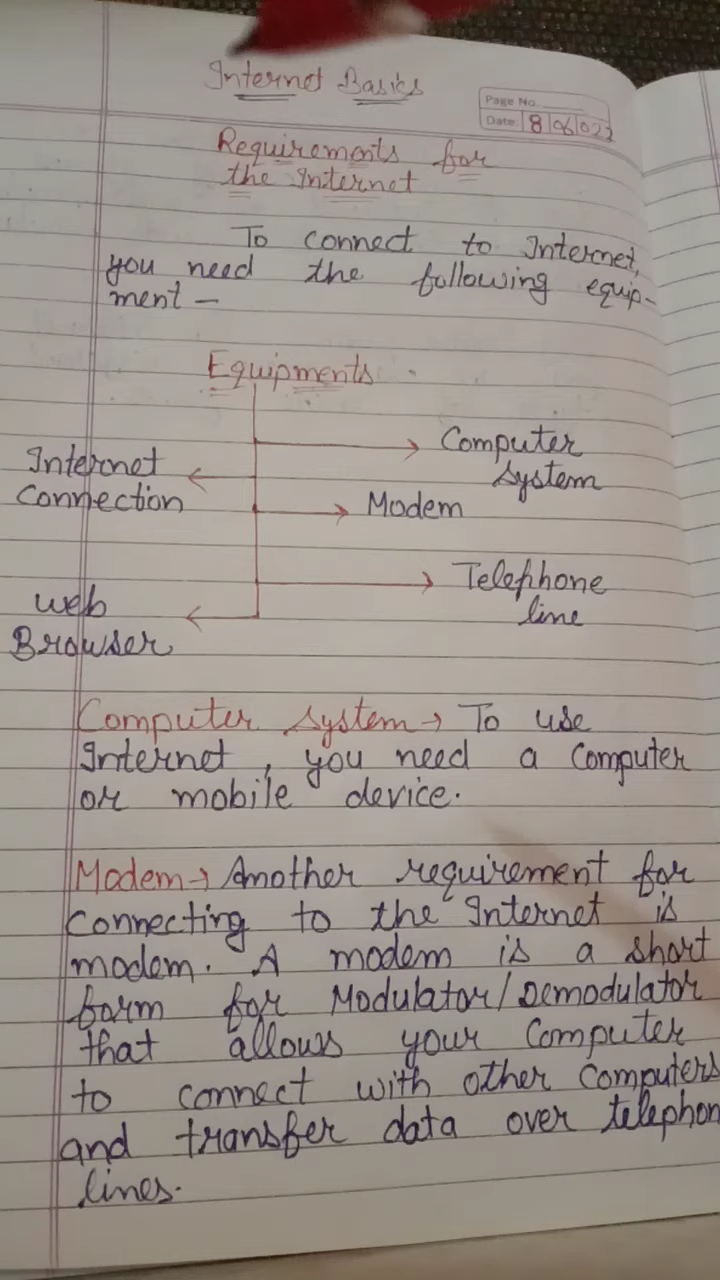 Internet Basics
Page No.
Date: 8/06/022
Requirements for
the Internet
To connect to Internet,
you need the following equip-
ment -
Equipments
Computer
System
Internet
Connection
Modem
Telephone
line
Web
Browser
Computer System → To use
Internet, you need a Computer
or mobile device.
Modem → Another requirement for
Connecting to the Internet is
modem. A modem is a short
form for Modulator/Demodulator
that allows your Computer
to connect with other Computers
and transfer data over telephon
lines.